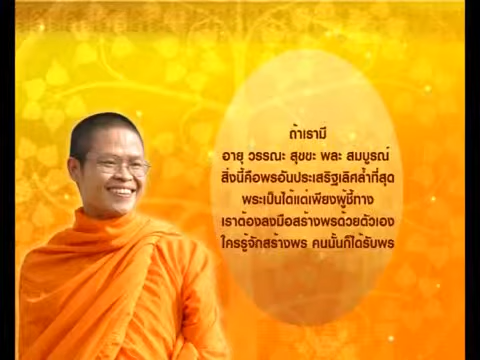 ถ้าเรามี
อายุ วรรณะ สุขขะ พละ สมบูรณ์
สิ่งนี้คือพรอันประเสริฐเลิศล้ำที่สุด
พระเป็นได้แต่เพียงผู้ชี้ทาง
เราต้องลงมือสร้างพรด้วยตัวเอง
ใครรู้จักสร้างพร คนนั้นก็ได้รับพร